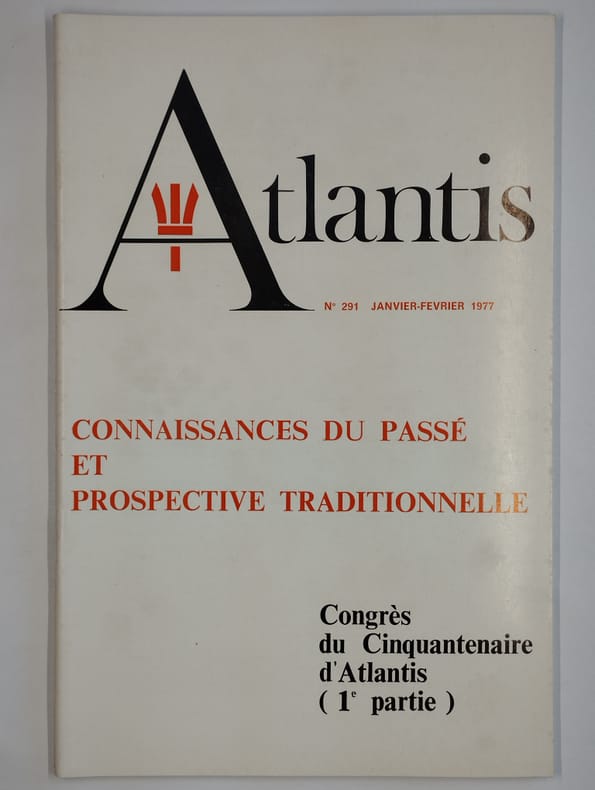 Atlantis
N° 291 JANVIER-FEVRIER 1977
CONNAISSANCES DU PASSÉ
ET
PROSPECTIVE TRADITIONNELLE
Congrès
du Cinquantenaire
d'Atlantis
( 1e partie )